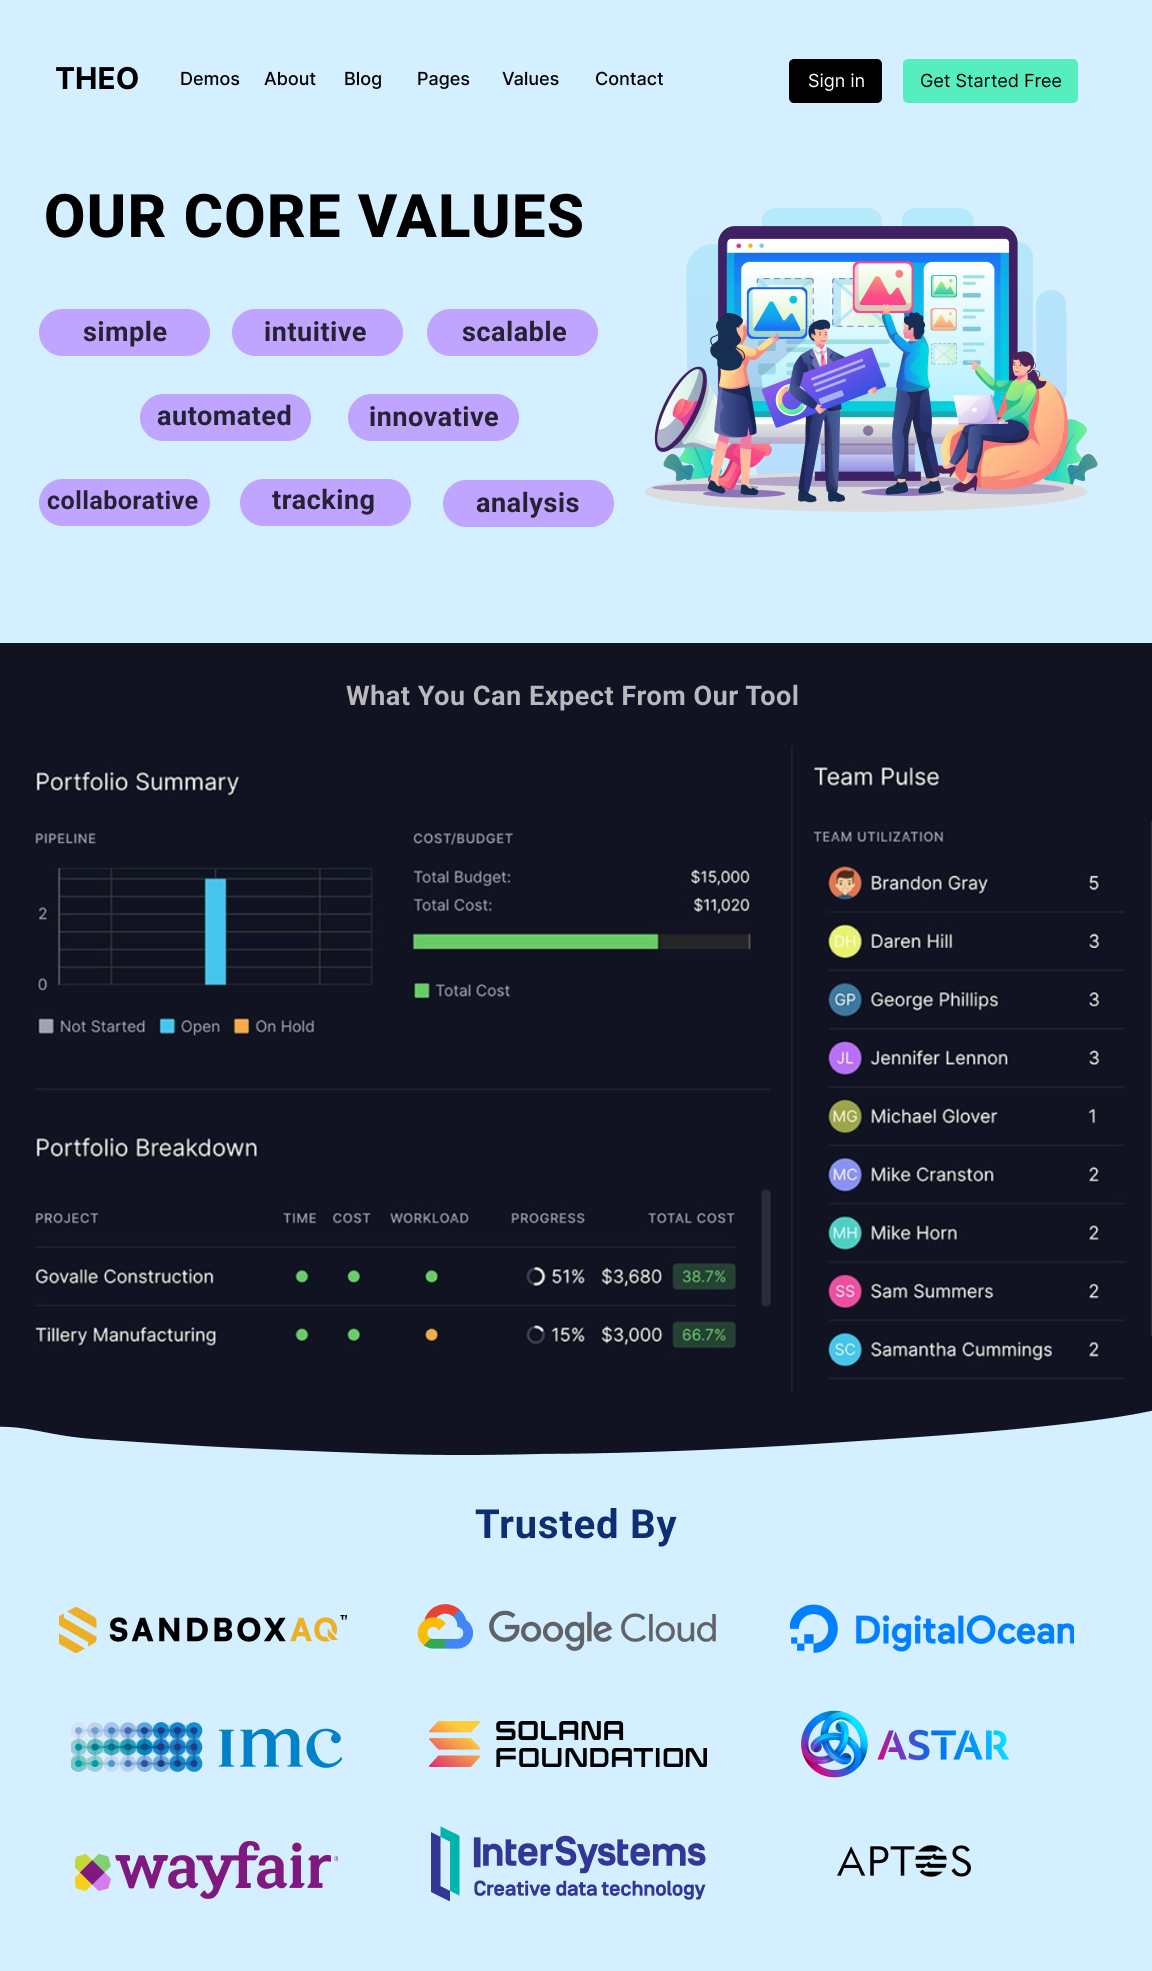 THEO
Demos About Blog Pages Values Contact
Sign in
Get Started Free
OUR CORE VALUES
simple intuitive scalable
automated innovative
collaborative tracking analysis
What You Can Expect From Our Tool
Portfolio Summary
PIPELINE
2
0
Not Started Open On Hold
COST/BUDGET
Total Budget: $15,000
Total Cost: $11,020
Total Cost
Portfolio Breakdown
PROJECT TIME COST WORKLOAD PROGRESS TOTAL COST
Govalle Construction 51% $3,680 38.7%
Tillery Manufacturing 15% $3,000 66.7%
Team Pulse
TEAM UTILIZATION
Brandon Gray 5
DH Daren Hill 3
GP George Phillips 3
JL Jennifer Lennon 3
MG Michael Glover 1
MC Mike Cranston 2
MH Mike Horn 2
SS Sam Summers 2
SC Samantha Cummings 2
Trusted By
SANDBOXAQ™
Google Cloud
DigitalOcean
imc
SOLANA
FOUNDATION
ASTAR
wayfair
InterSystems
Creative data technology
APTOS